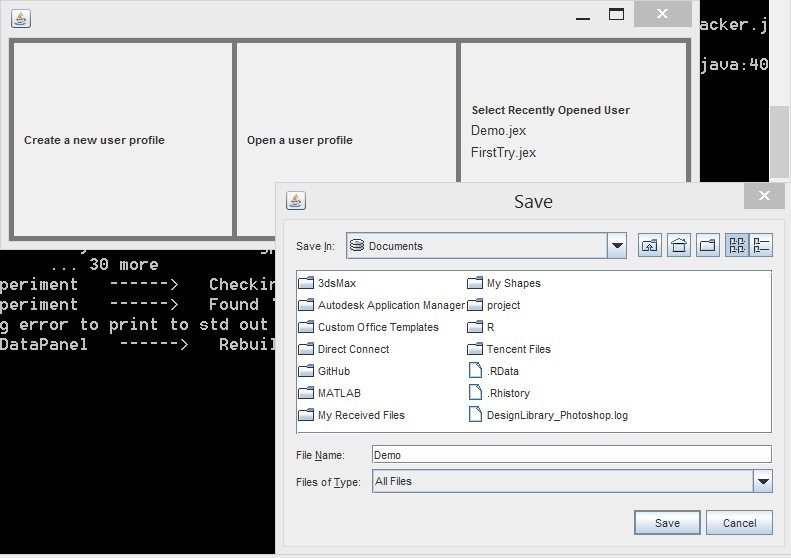 acker.j
java:40
Create a new user profile
Open a user profile
Select Recently Opened User
Demo.jex
FirstTry.jex
... 30 more
periment ------> Checkin
periment ------> Found
g error to print to std out
DataPanel ------> Rebuil
Save
Save In: Documents
3dsMax
Autodesk Application Manager
Custom Office Templates
Direct Connect
GitHub
MATLAB
My Received Files
My Shapes
project
R
Tencent Files
.RData
.Rhistory
DesignLibrary_Photoshop.log
File Name: Demo
Files of Type: All Files
Save Cancel